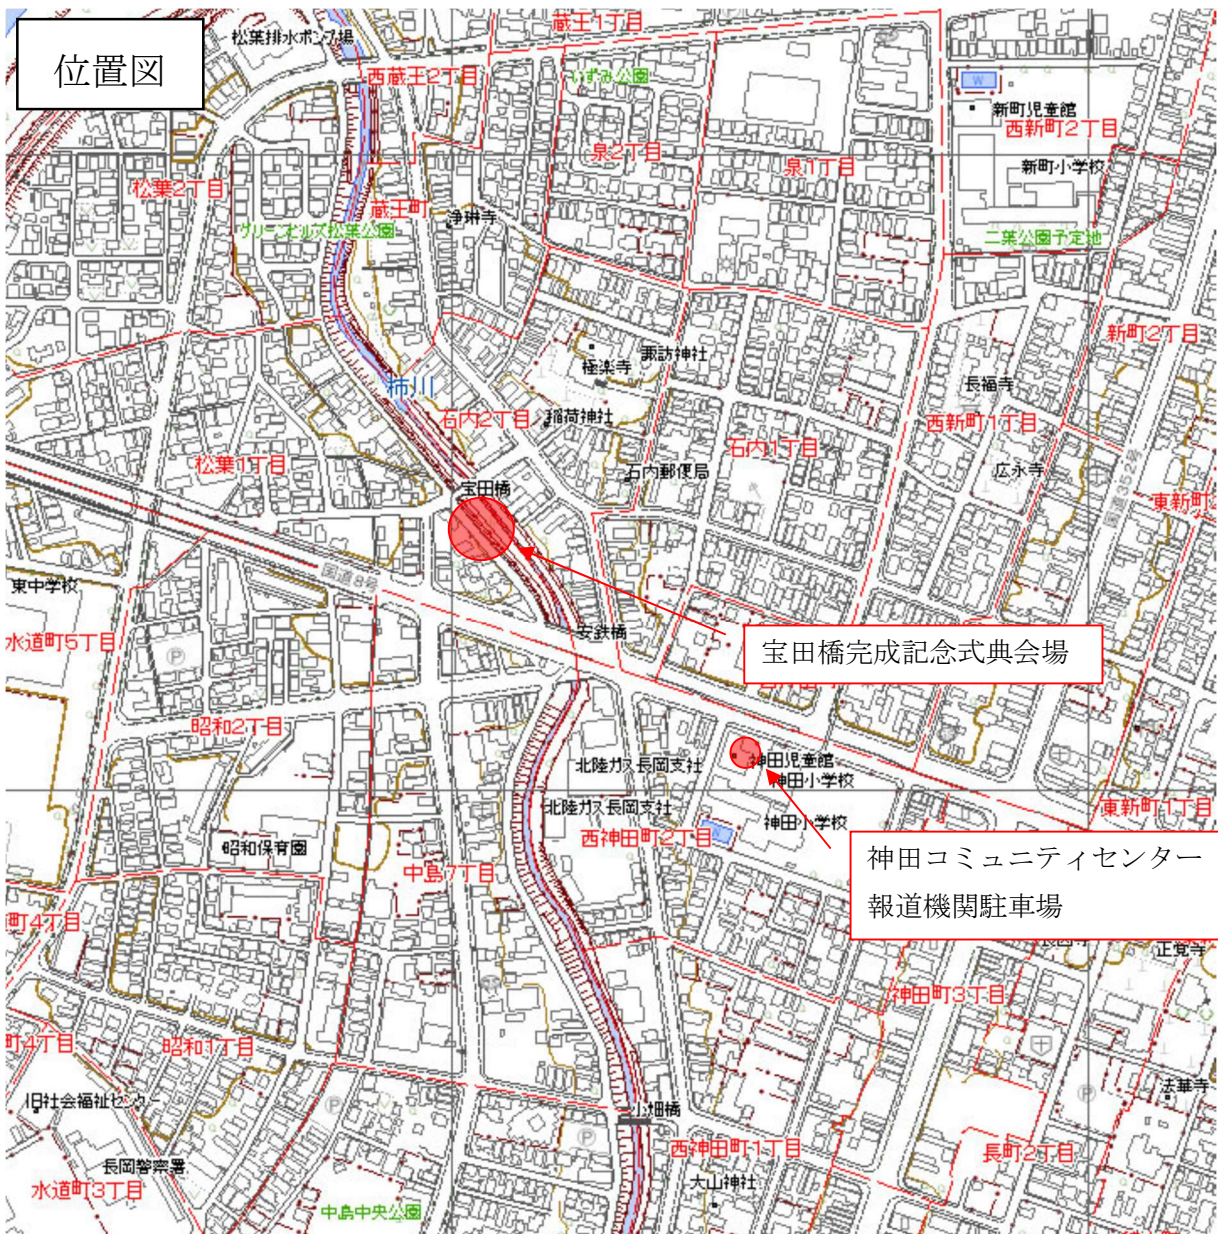 位置図
松葉排水ポンプ場
蔵王1丁目
西蔵王2丁目
いずみ公園
W
新町児童館
西新町2丁目
泉2丁目
泉1丁目
新町小学校
松葉2丁目
蔵王町
浄琳寺
グリーンヒルズ松葉公園
二葉公園予定地
新町2丁目
諏訪神社
極楽寺
柿川
長福寺
石内2丁目
稲荷神社
西新町1丁目
石内1丁目
松葉1丁目
石内郵便局
広永寺
宝田橋
国道352号
東新町2
国道8号
東中学校
安鉄橋
水道町5丁目
P
宝田橋完成記念式典会場
昭和2丁目
神田児童館
北陸ガス長岡支社
神田小学校
北陸ガス長岡支社
東新町1丁目
神田小学校
西神田町2丁目
W
昭和保育園
神田コミュニティセンター
報道機関駐車場
中島7丁目
町4丁目
正覚寺
神田町3丁目
町4丁目
昭和1丁目
旧社会福祉センター
P
小畑橋
P
P
法華寺
長岡警察署
西神田町1丁目
長町2丁目
水道町3丁目
大山神社
中島中央公園